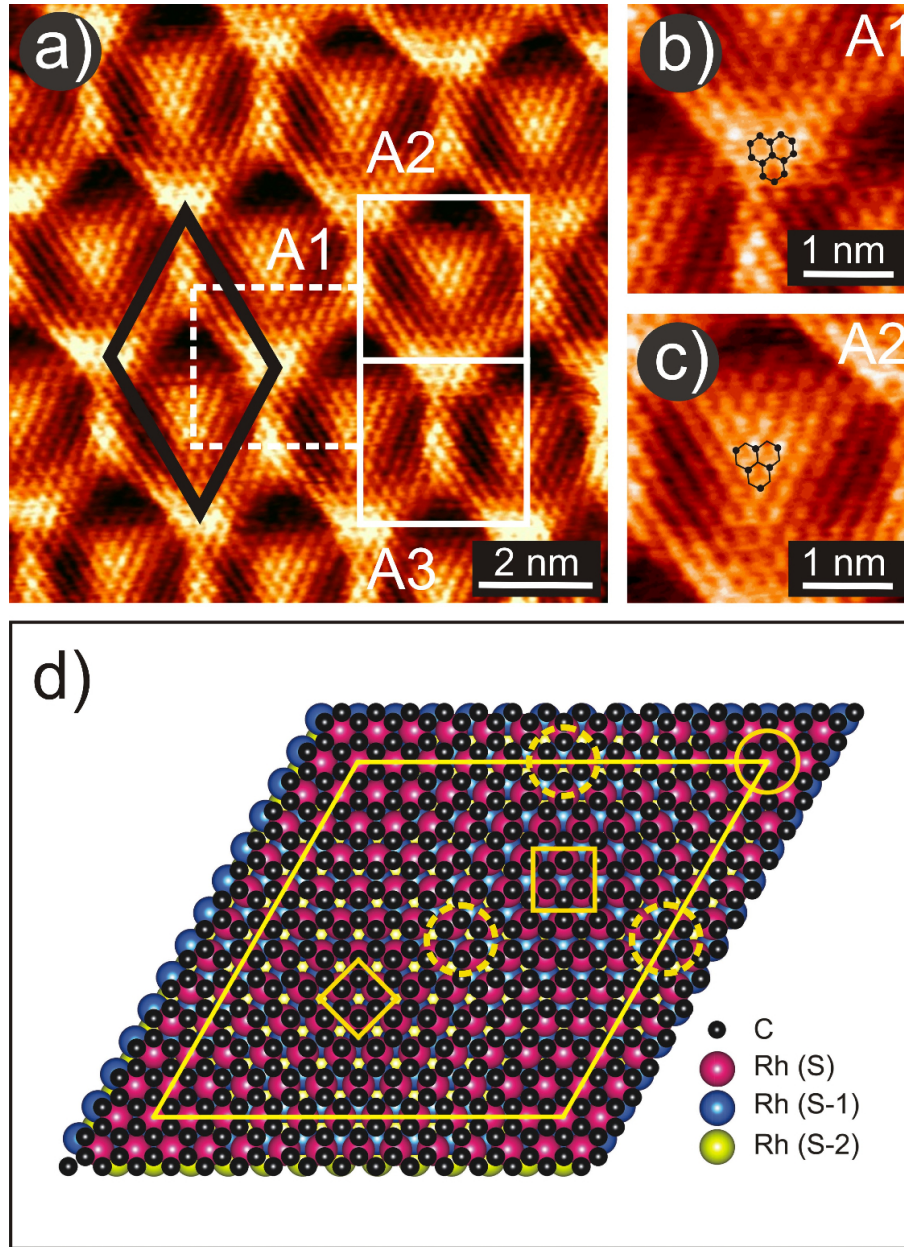 a)
A2
A1
A3
2 nm
b)
A1
1 nm
c)
A2
1 nm
d)
C
Rh (S)
Rh (S-1)
Rh (S-2)